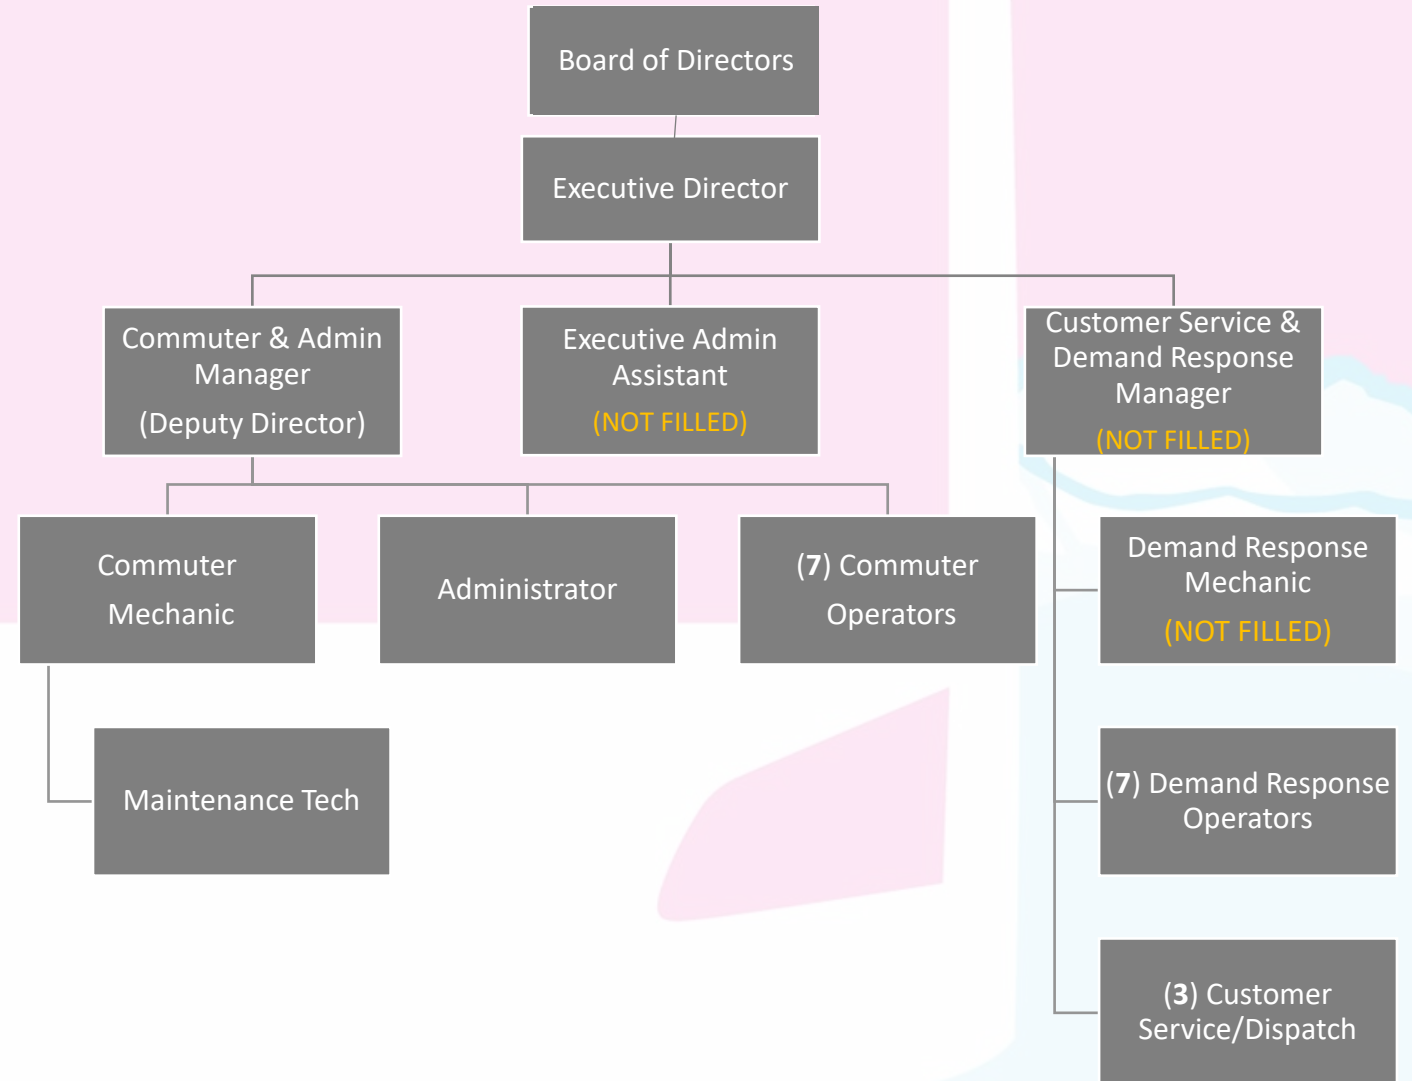 Board of Directors
Executive Director
Commuter & Admin
Manager
(Deputy Director)
Executive Admin
Assistant
(NOT FILLED)
Customer Service &
Demand Response
Manager
(NOT FILLED)
Commuter
Mechanic
Administrator
(7) Commuter
Operators
Demand Response
Mechanic
(NOT FILLED)
Maintenance Tech
(7) Demand Response
Operators
(3) Customer
Service/Dispatch